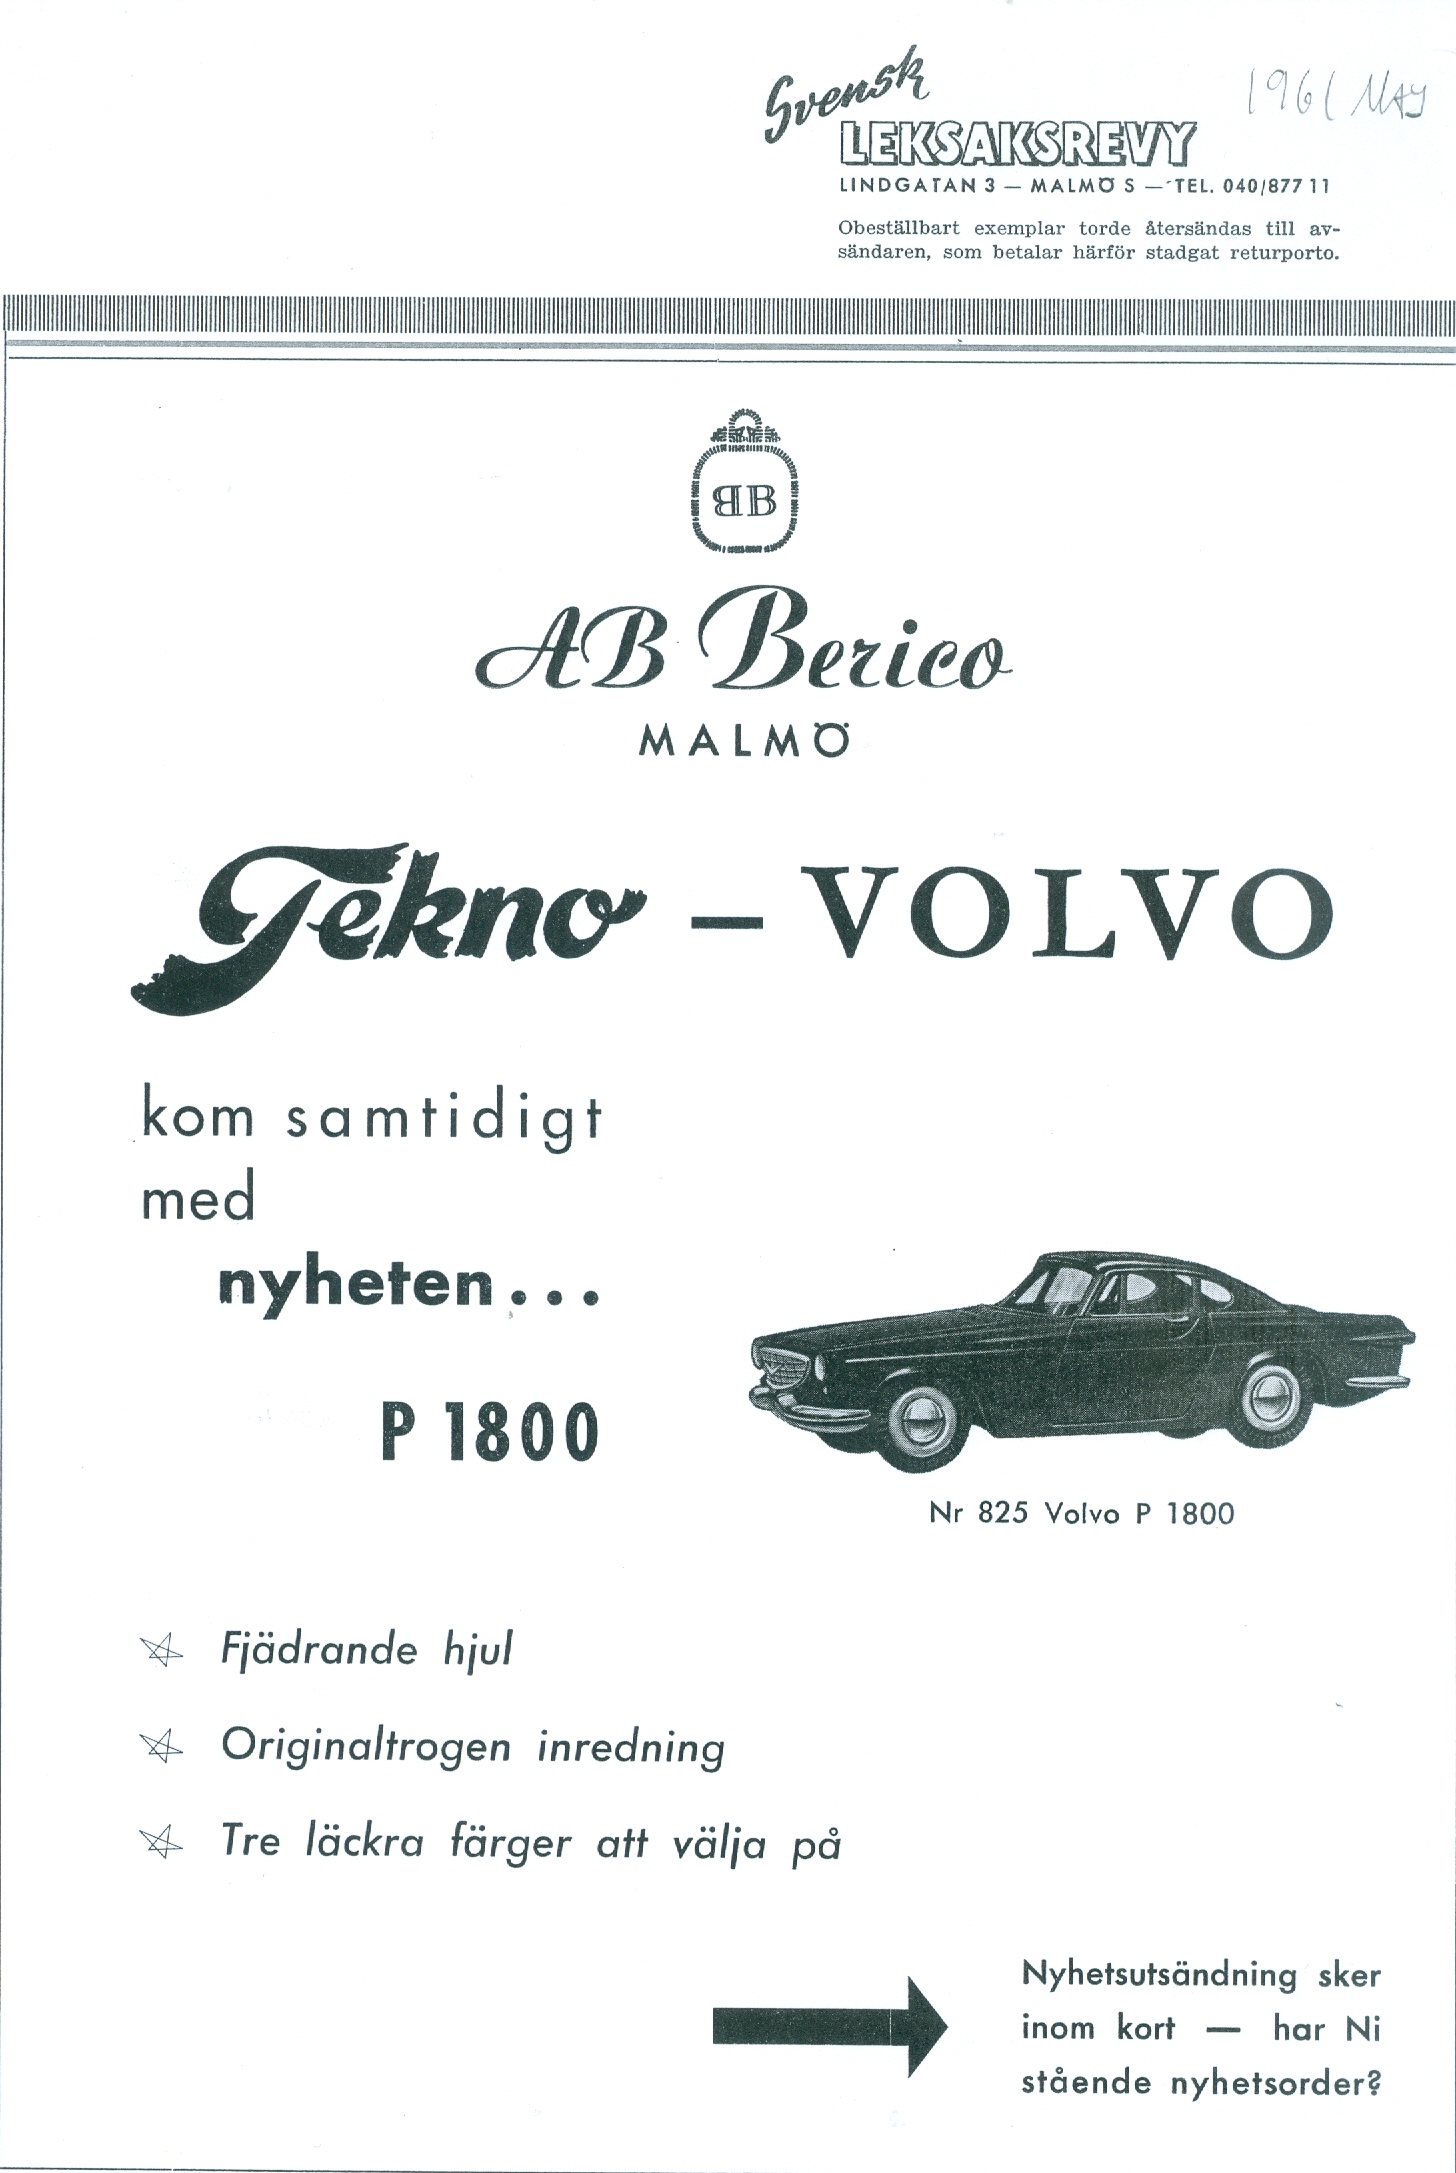 Svensk
LEKSAKSREVY
1961 MAY
LINDGATAN 3 — MALMÖ S — TEL. 040/877 11
Obeställbart exemplar torde återsändas till av-
sändaren, som betalar härför stadgat returporto.
BB
AB Berico
MALMÖ
Tekno — VOLVO
kom samtidigt
med
nyheten...
P 1800
Nr 825 Volvo P 1800
Fjädrande hjul
Originaltrogen inredning
Tre läckra färger att välja på
Nyhetsutsändning sker
inom kort — har Ni
stående nyhetsorder?